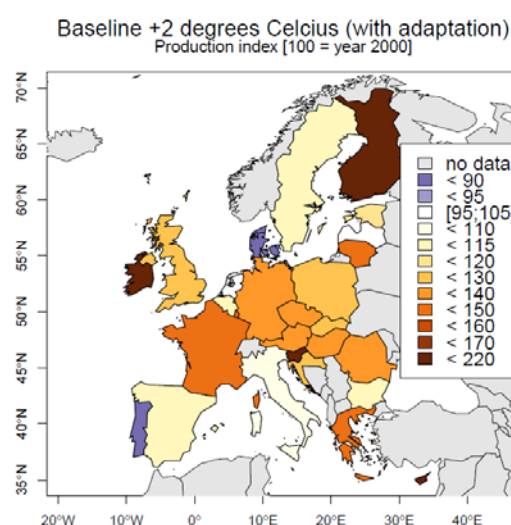 Baseline +2 degrees Celcius (with adaptation)
Production index [100 = year 2000]
70°N
65°N
60°N
55°N
50°N
45°N
40°N
35°N
no data
< 90
< 95
[95;105
< 110
< 115
< 120
< 130
< 140
< 150
< 160
< 170
< 220
20°W
10°W
0°
10°E
20°E
30°E
40°E